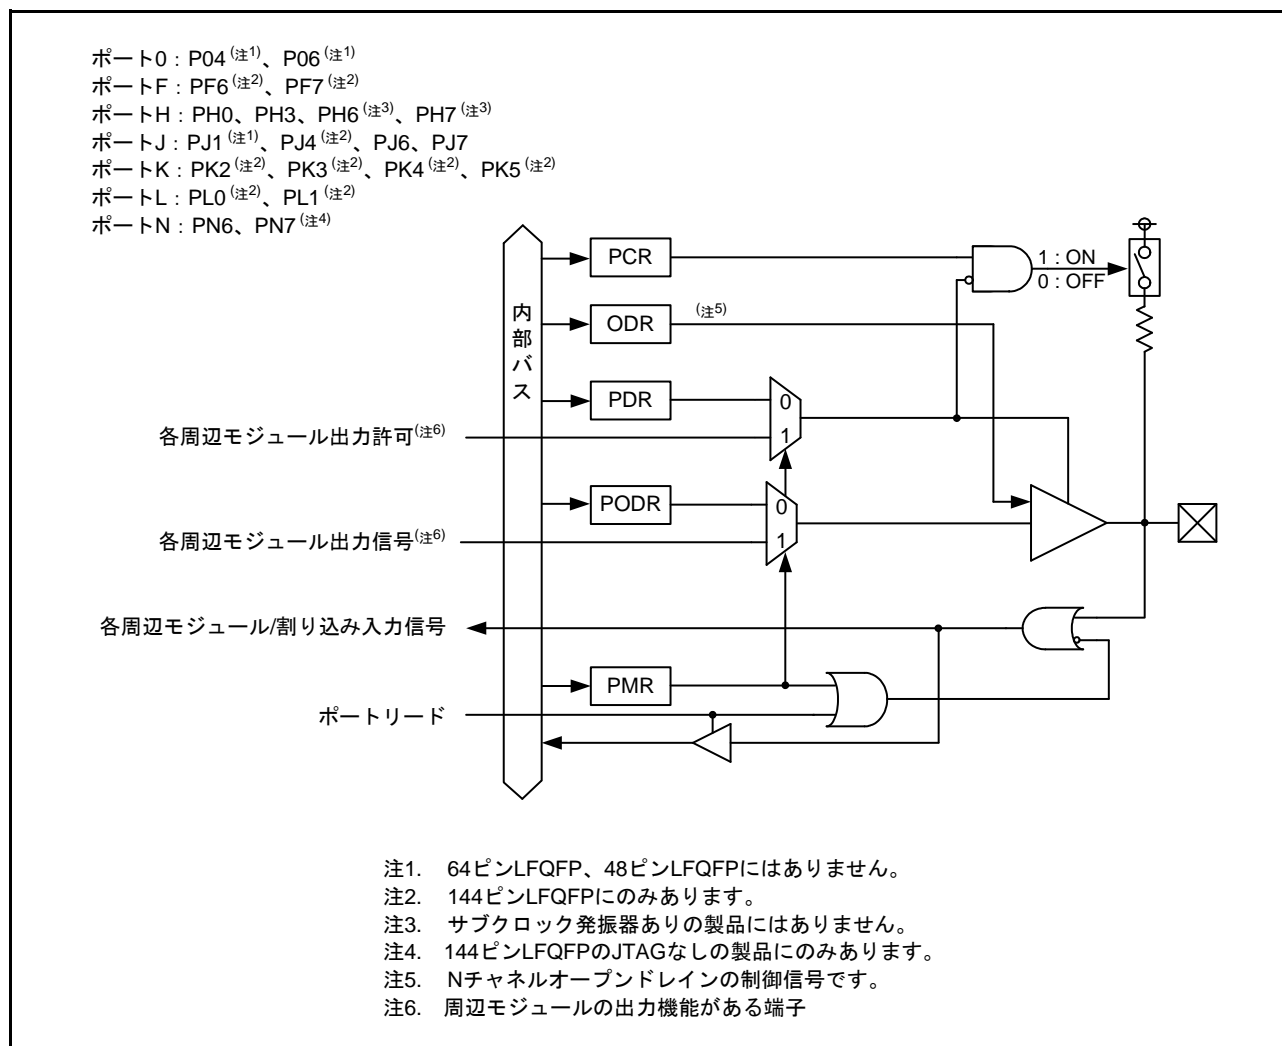 ポート0 : P04 (注1)、P06 (注1)
ポートF : PF6 (注2)、PF7 (注2)
ポートH : PH0、PH3、PH6 (注3)、PH7 (注3)
ポートJ : PJ1 (注1)、PJ4 (注2)、PJ6、PJ7
ポートK : PK2 (注2)、PK3 (注2)、PK4 (注2)、PK5 (注2)
ポートL : PL0 (注2)、PL1 (注2)
ポートN : PN6、PN7 (注4)
内部バス
PCR
1 : ON
0 : OFF
ODR
(注5)
PDR
0
1
各周辺モジュール出力許可(注6)
PODR
0
1
各周辺モジュール出力信号(注6)
各周辺モジュール/割り込み入力信号
PMR
ポートリード
注1. 64ピンLFQFP、48ピンLFQFPにはありません。
注2. 144ピンLFQFPにのみあります。
注3. サブクロック発振器ありの製品にはありません。
注4. 144ピンLFQFPのJTAGなしの製品にのみあります。
注5. Nチャネルオープンドレインの制御信号です。
注6. 周辺モジュールの出力機能がある端子